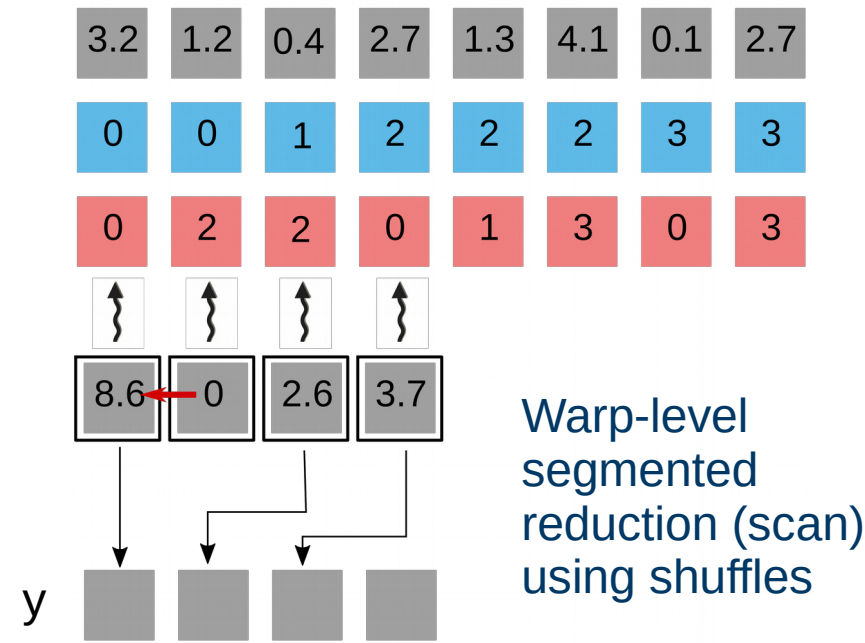 3.2 1.2 0.4 2.7 1.3 4.1 0.1 2.7
0 0 1 2 2 2 3 3
0 2 2 0 1 3 0 3
8.6 0 2.6 3.7
Warp-level
segmented
reduction (scan)
using shuffles
y